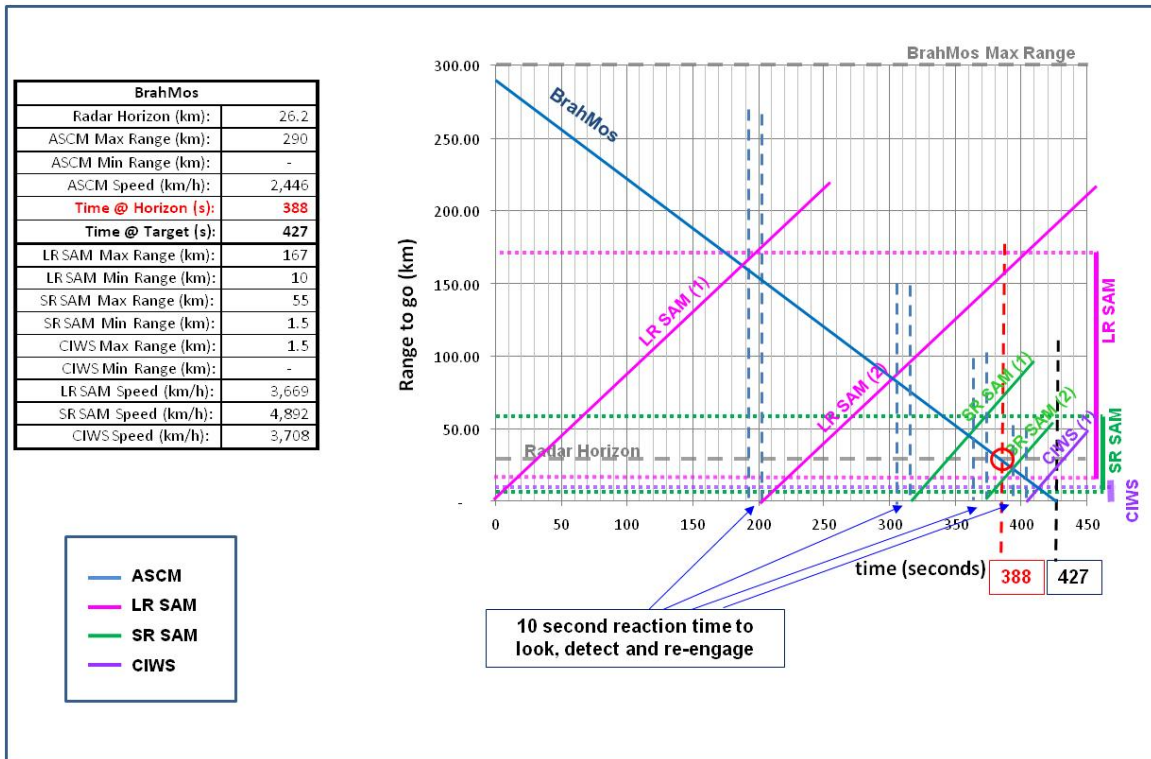 BrahMos
Radar Horizon (km): 26.2
ASCM Max Range (km): 290
ASCM Min Range (km): -
ASCM Speed (km/h): 2,446
Time @ Horizon (s): 388
Time @ Target (s): 427
LR SAM Max Range (km): 167
LR SAM Min Range (km): 10
SR SAM Max Range (km): 55
SR SAM Min Range (km): 1.5
CIWS Max Range (km): 1.5
CIWS Min Range (km): -
LR SAM Speed (km/h): 3,669
SR SAM Speed (km/h): 4,892
CIWS Speed (km/h): 3,708
ASCM
LR SAM
SR SAM
CIWS
BrahMos Max Range
300.00
250.00
200.00
150.00
100.00
50.00
-
Range to go (km)
BrahMos
LR SAM (1)
LR SAM (2)
SR SAM (1)
SR SAM (2)
CIWS (1)
Radar Horizon
LR SAM
SR SAM
CIWS
0 50 100 150 200 250 300 350 400 450
time (seconds)
388
427
10 second reaction time to
look, detect and re-engage